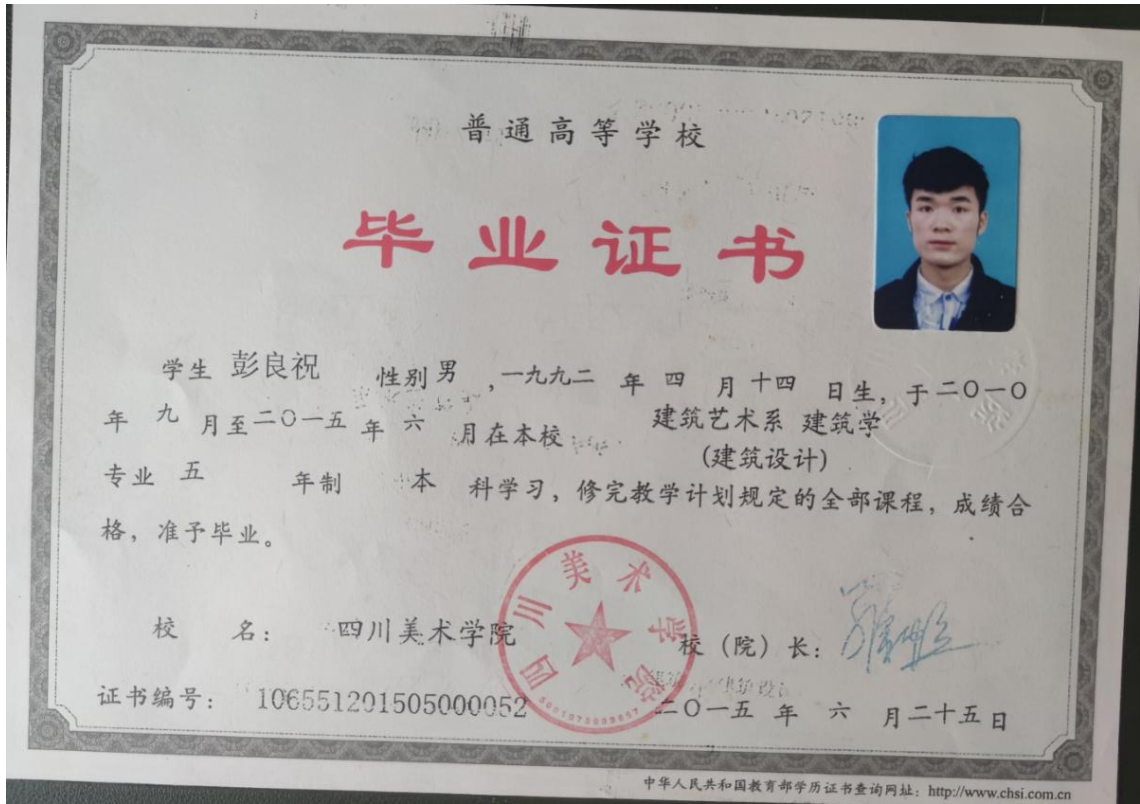 普通高等学校
毕业证书
学生 彭良祝 性别 男 ,一九九二 年 四 月 十四 日生，于二〇一〇
年 九 月至二〇一五 年 六 月在本校 建筑艺术系 建筑学
(建筑设计)
专业 五 年制 本 科学习，修完教学计划规定的全部课程，成绩合
格，准予毕业。
四川美术学院
校 名： 四川美术学院 校（院）长：
证书编号： 106551201505000052 二〇一五 年 六 月二十五日
中华人民共和国教育部学历证书查询网址：http://www.chsi.com.cn